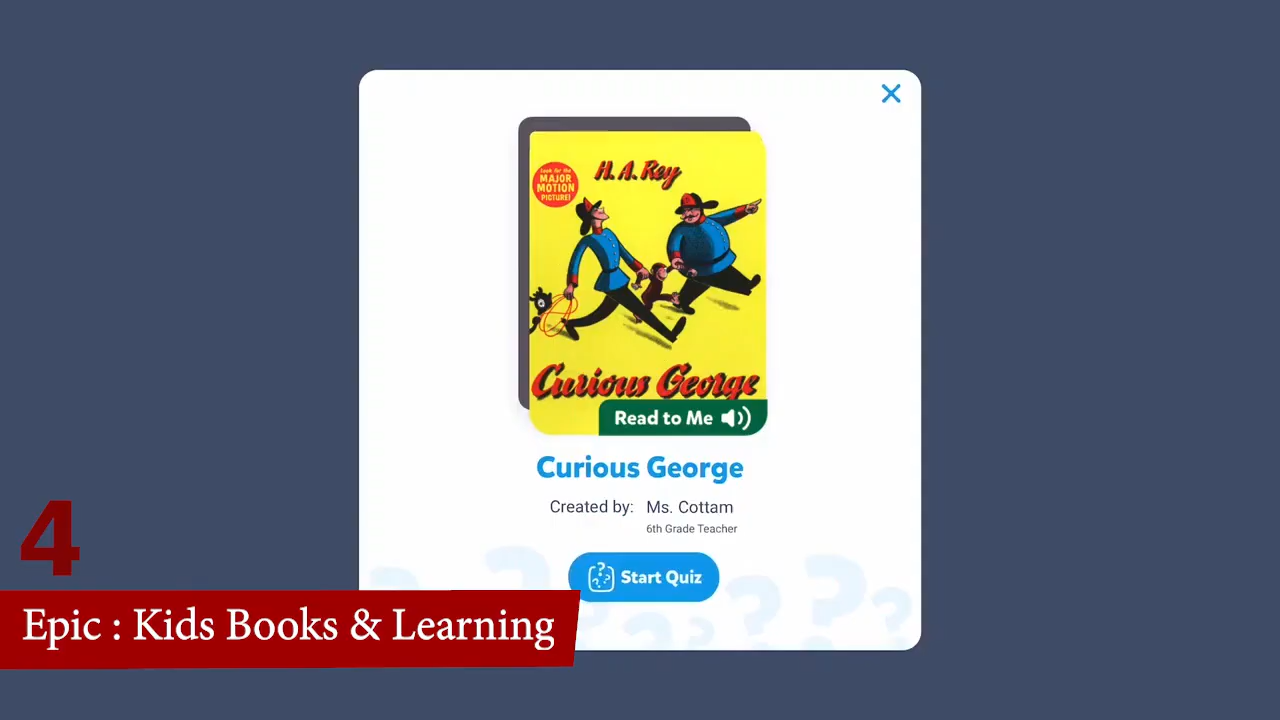 H. A. Rey
Look for the
MAJOR
MOTION
PICTURE!
Curious George
Read to Me
Curious George
Created by: Ms. Cottam
6th Grade Teacher
Start Quiz
4
Epic : Kids Books & Learning